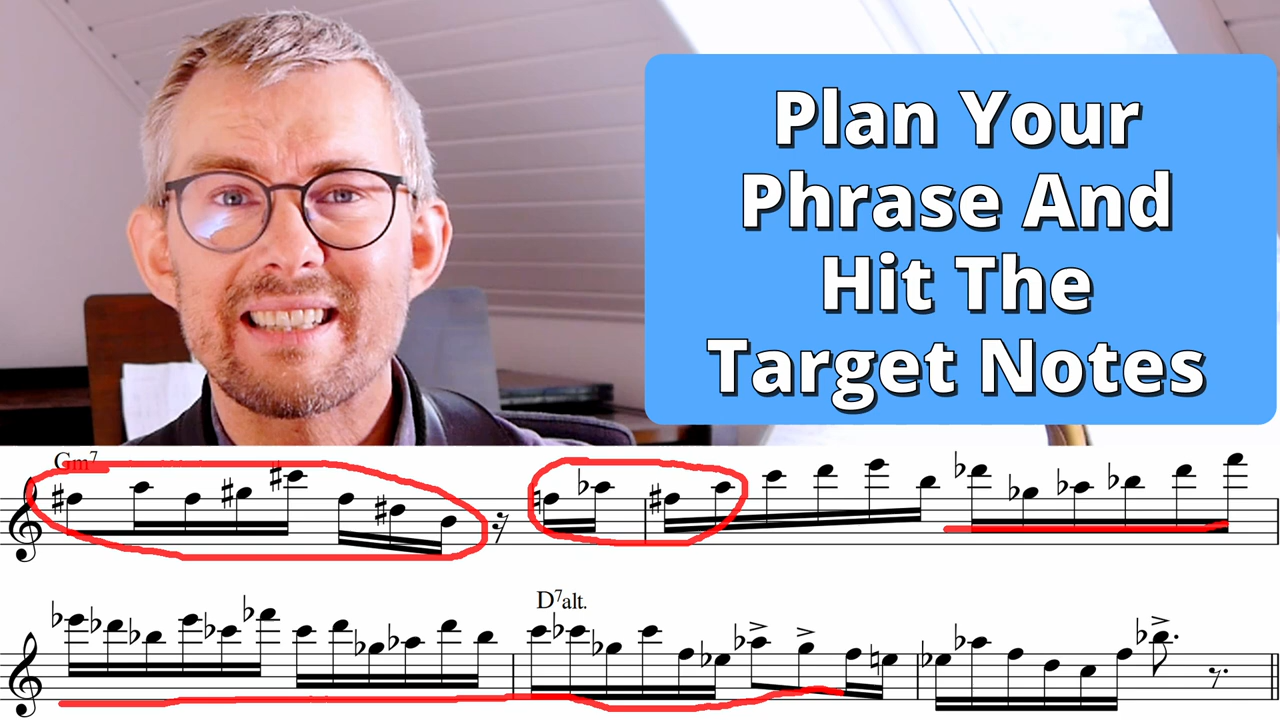 Plan Your
Phrase And
Hit The
Target Notes
Gm7
D7alt.